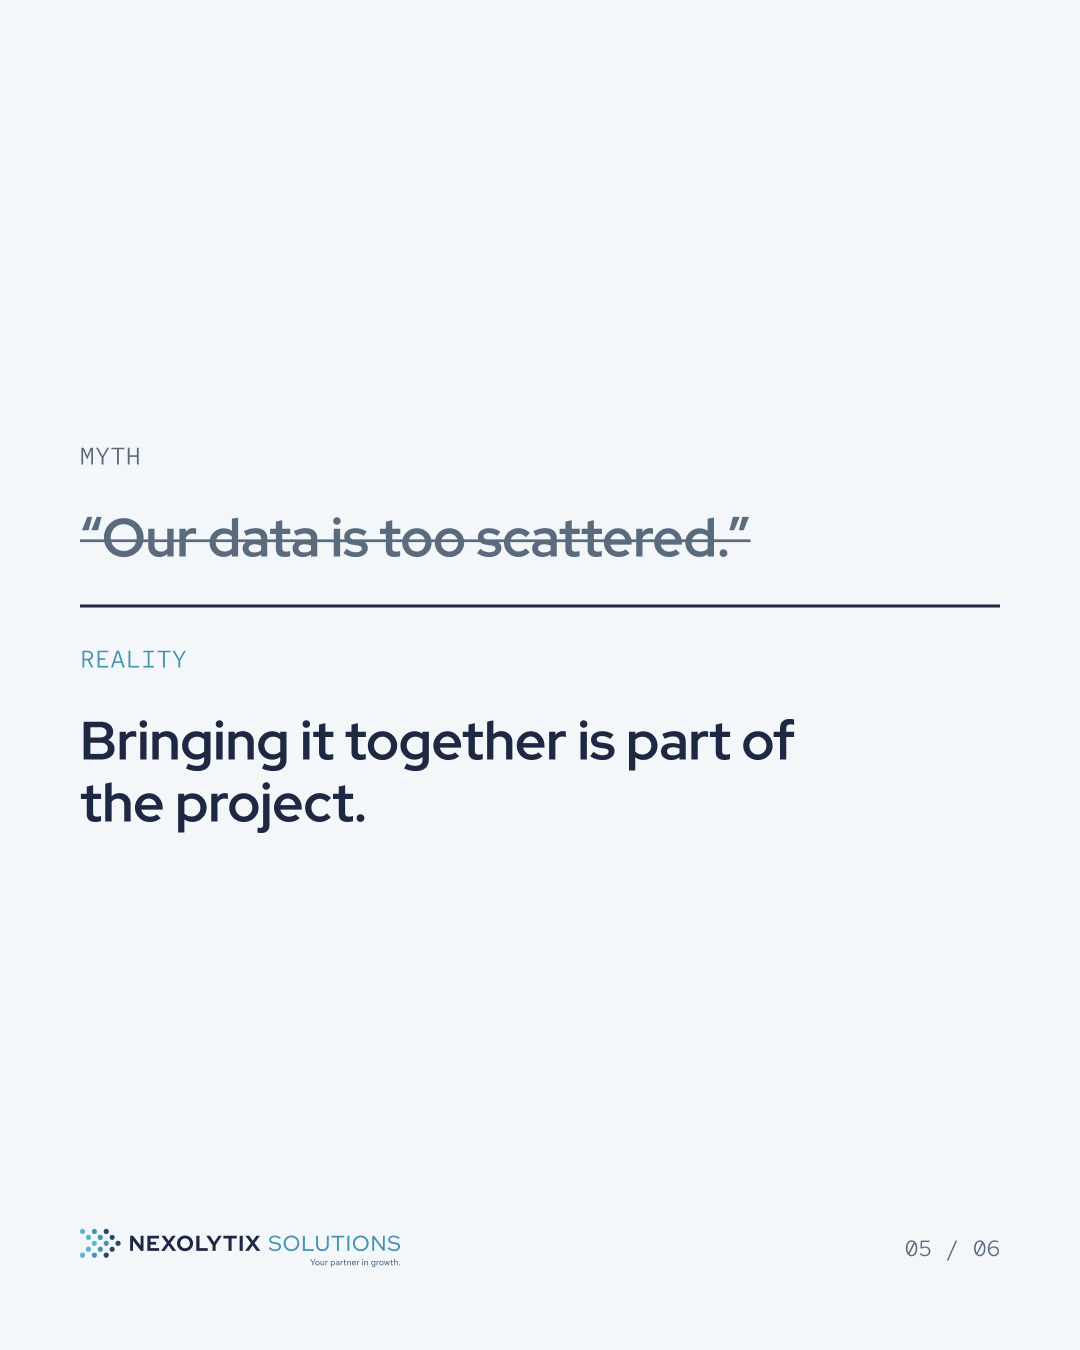 MYTH
“Our data is too scattered.”
REALITY
Bringing it together is part of
the project.
NEXOLYTIX SOLUTIONS
Your partner in growth.
05 / 06